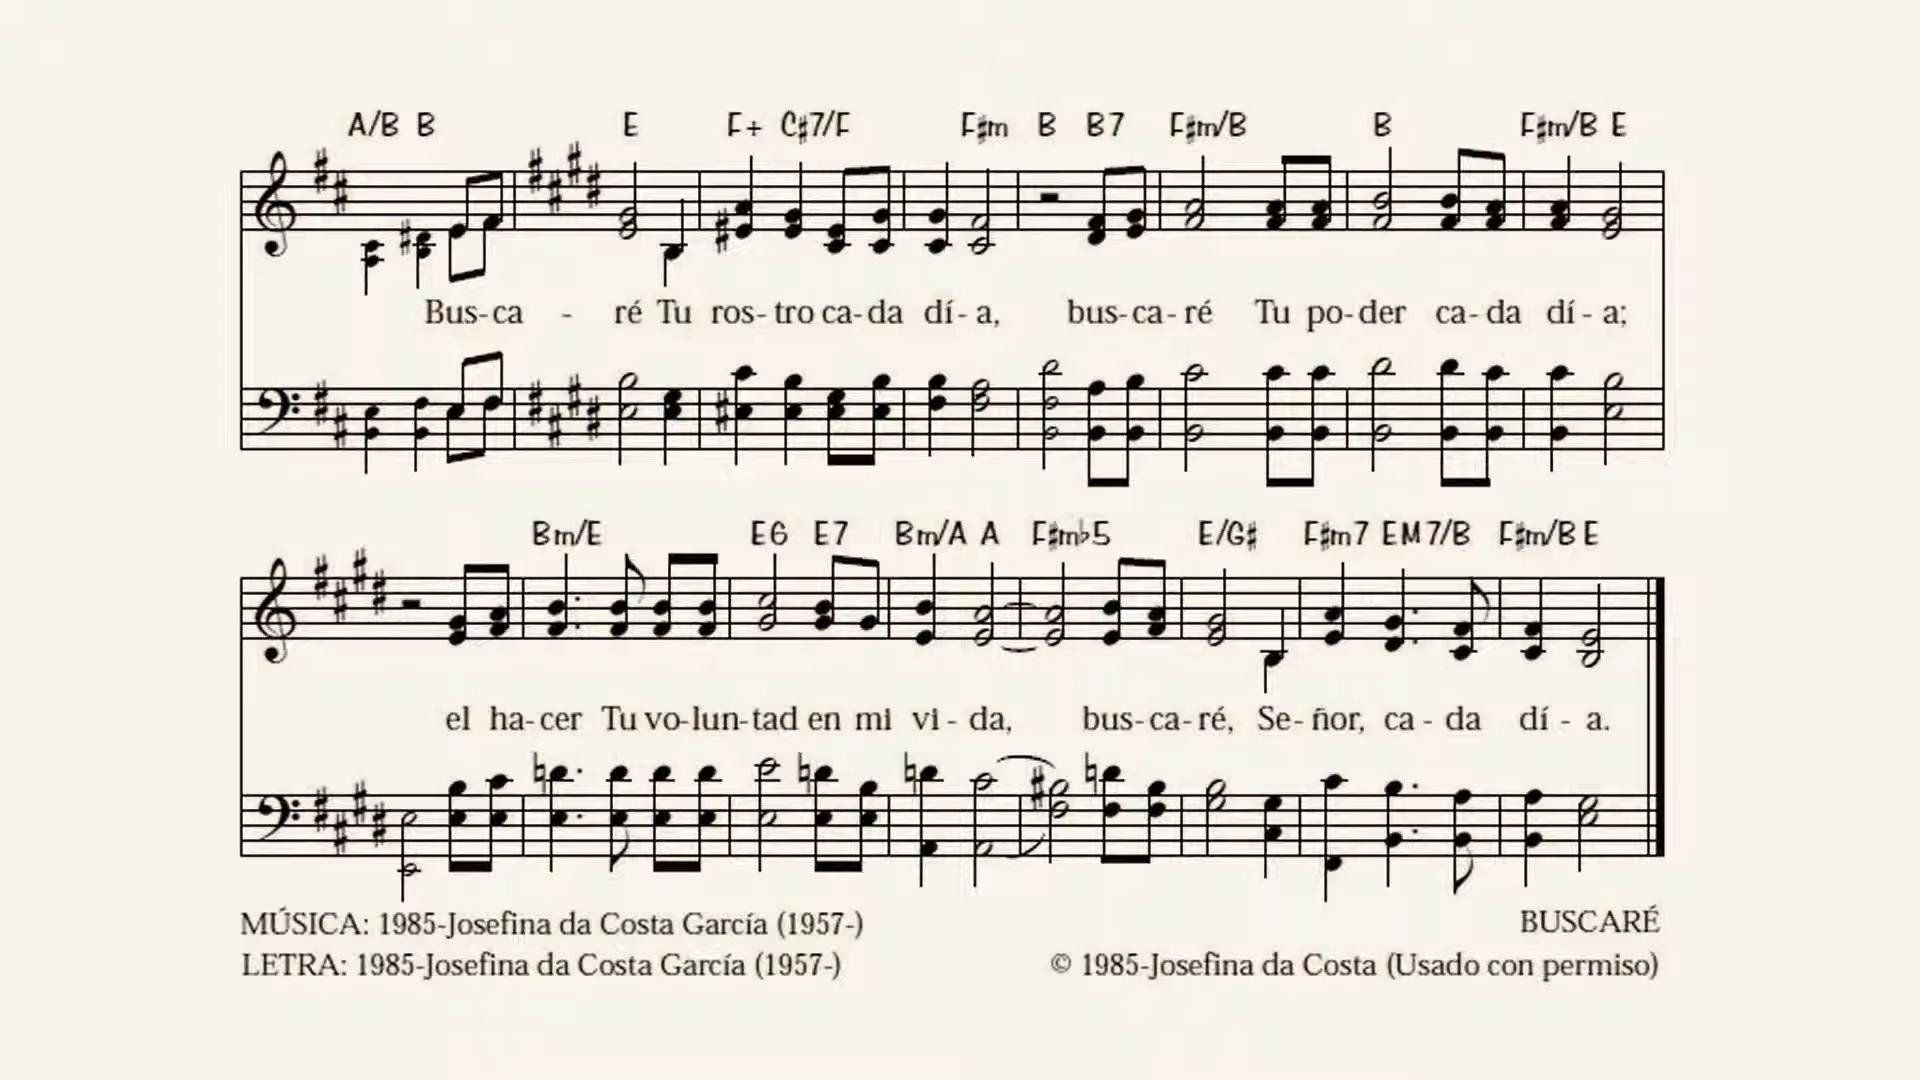 A/B B E F+ C#7/F F#m B B7 F#m/B B F#m/B E
Bus-ca - ré Tu ros-tro ca-da dí-a, bus-ca-ré Tu po-der ca-da dí-a;
Bm/E E6 E7 Bm/A A F#mb5 E/G# F#m7 EM7/B F#m/B E
el ha-cer Tu vo-lun-tad en mi vi-da, bus-ca-ré, Se-ñor, ca-da dí-a.
MÚSICA: 1985-Josefina da Costa García (1957-) BUSCARÉ
LETRA: 1985-Josefina da Costa García (1957-) © 1985-Josefina da Costa (Usado con permiso)